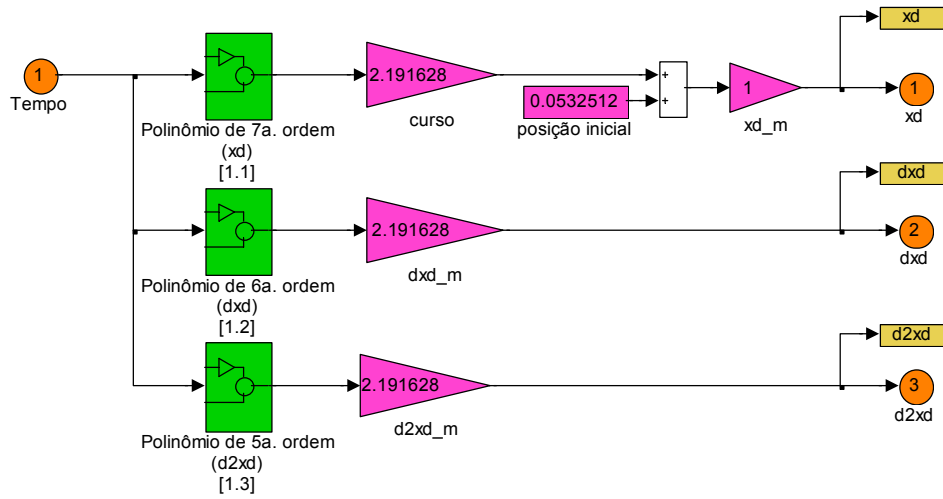 xd
1
Tempo
Polinômio de 7a. ordem
(xd)
[1.1]
2.191628
curso
0.0532512
posição inicial
+
+
1
xd_m
1
xd
dxd
Polinômio de 6a. ordem
(dxd)
[1.2]
2.191628
dxd_m
2
dxd
d2xd
Polinômio de 5a. ordem
(d2xd)
[1.3]
2.191628
d2xd_m
3
d2xd